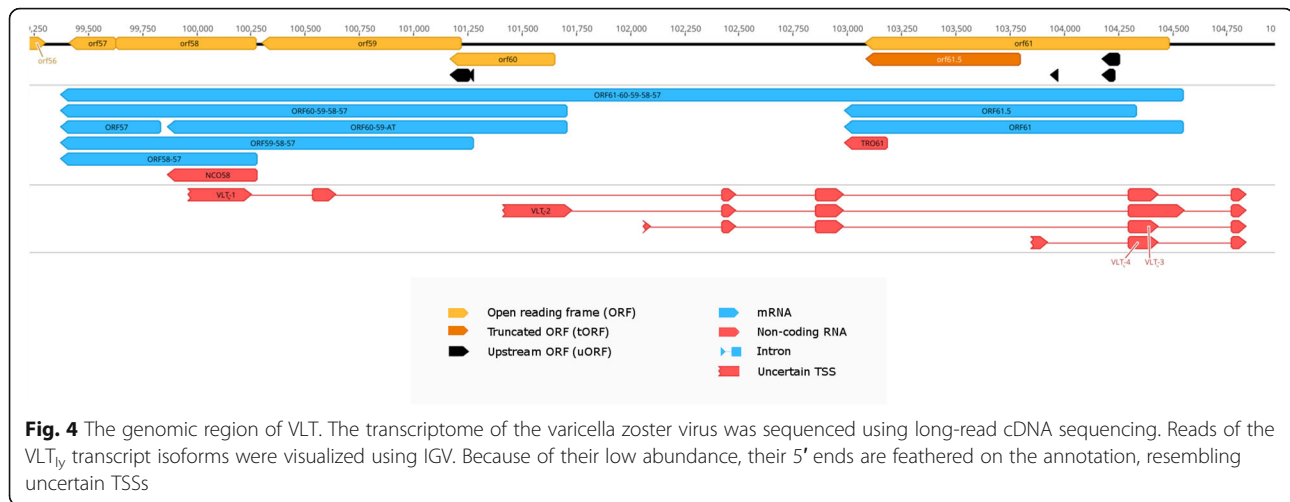 ,250 99,500 99,750 100,000 100,250 100,500 100,750 101,000 101,250 101,500 101,750 102,000 102,250 102,500 102,750 103,000 103,250 103,500 103,750 104,000 104,250 104,500 104,750 10
orf57 orf58 orf59 orf61
orf56 orf60 orf61.5
ORF61-60-59-58-57
ORF60-59-58-57 ORF61.5
ORF57 ORF60-59-AT ORF61
ORF59-58-57 TRO61
ORF58-57
NCO58
VLT-1
VLT-2
VLT-4 VLT-3
Open reading frame (ORF) mRNA
Truncated ORF (tORF) Non-coding RNA
Upstream ORF (uORF) Intron
Uncertain TSS
Fig. 4 The genomic region of VLT. The transcriptome of the varicella zoster virus was sequenced using long-read cDNA sequencing. Reads of the
VLTly transcript isoforms were visualized using IGV. Because of their low abundance, their 5′ ends are feathered on the annotation, resembling
uncertain TSSs